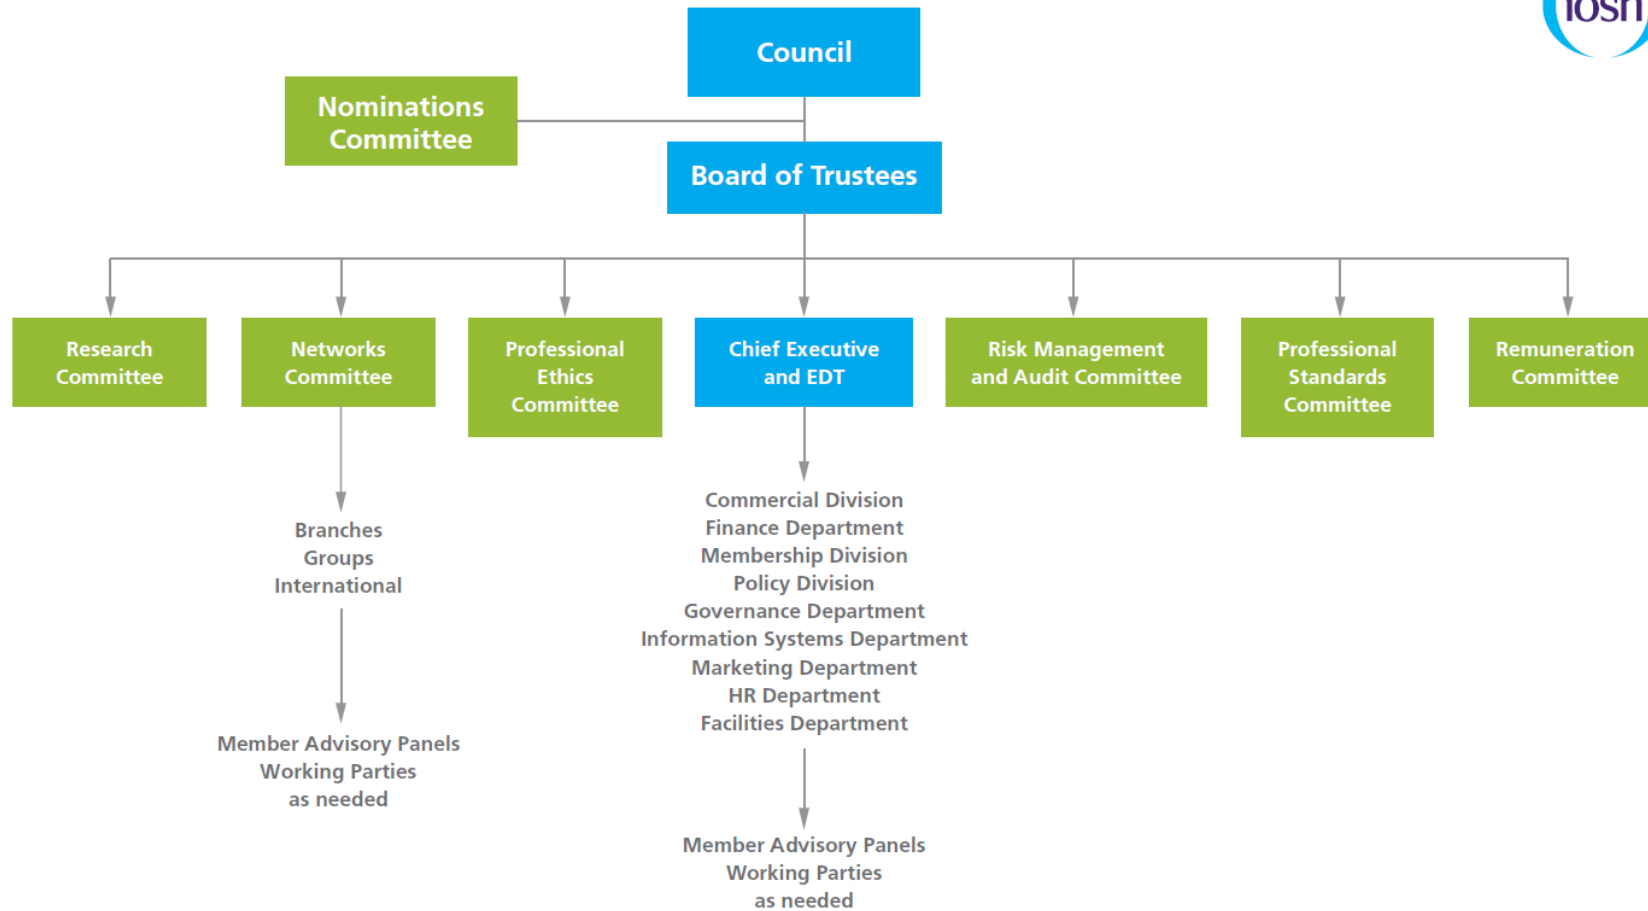 iosh
Council
Nominations
Committee
Board of Trustees
Research
Committee
Networks
Committee
Professional
Ethics
Committee
Chief Executive
and EDT
Risk Management
and Audit Committee
Professional
Standards
Committee
Remuneration
Committee
Branches
Groups
International
Commercial Division
Finance Department
Membership Division
Policy Division
Governance Department
Information Systems Department
Marketing Department
HR Department
Facilities Department
Member Advisory Panels
Working Parties
as needed
Member Advisory Panels
Working Parties
as needed